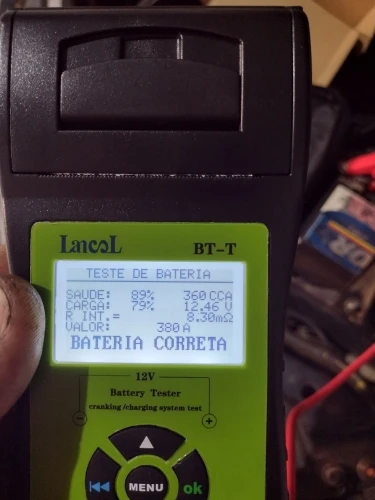 Lancol BT-T
TESTE DE BATERIA
SAUDE: 89% 360 CCA
CARGA: 79% 12.46 V
R INT.= 8.30mΩ
VALOR: 380 A
BATERIA CORRETA
12V
Battery Tester
cranking /charging system test
- +
MENU ok